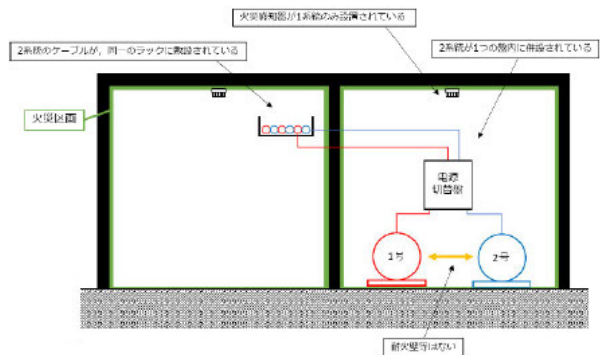 火災感知器が1系統のみ設置されている
2系統のケーブルが、同一のラックに敷設されている
2系統が1つの盤内に併設されている
火災区画
電源
切替盤
1号
2号
耐火壁等はない